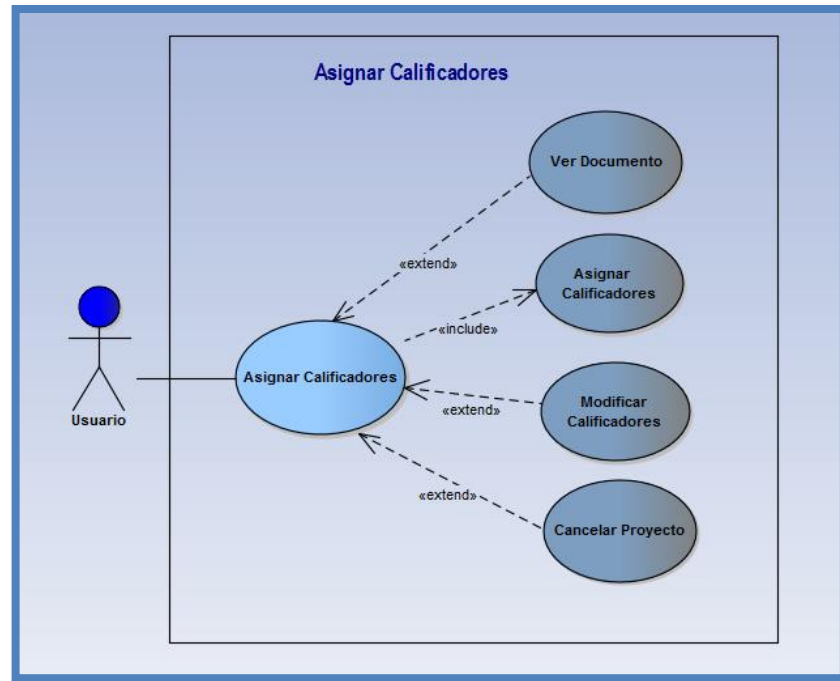 Asignar Calificadores
Ver Documento
«extend»
Asignar
Calificadores
«include»
Asignar Calificadores
Modificar
Calificadores
«extend»
Usuario
«extend»
Cancelar Proyecto